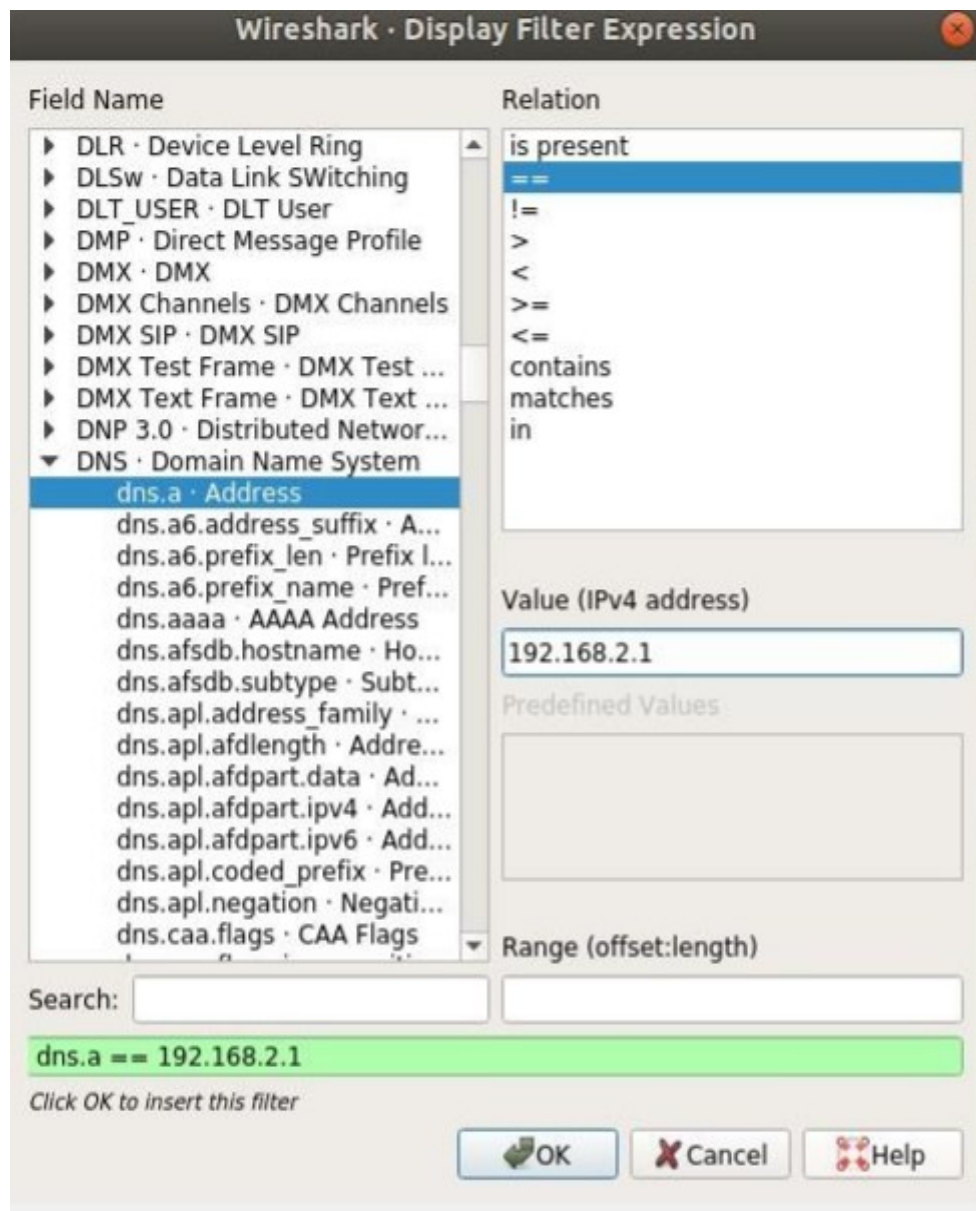 Wireshark · Display Filter Expression
Field Name
DLR · Device Level Ring
DLSw · Data Link SWitching
DLT_USER · DLT User
DMP · Direct Message Profile
DMX · DMX
DMX Channels · DMX Channels
DMX SIP · DMX SIP
DMX Test Frame · DMX Test ...
DMX Text Frame · DMX Text ...
DNP 3.0 · Distributed Networ...
DNS · Domain Name System
dns.a · Address
dns.a6.address_suffix · A...
dns.a6.prefix_len · Prefix l...
dns.a6.prefix_name · Pref...
dns.aaaa · AAAA Address
dns.afsdb.hostname · Ho...
dns.afsdb.subtype · Subt...
dns.apl.address_family · ...
dns.apl.afdlength · Addre...
dns.apl.afdpart.data · Ad...
dns.apl.afdpart.ipv4 · Add...
dns.apl.afdpart.ipv6 · Add...
dns.apl.coded_prefix · Pre...
dns.apl.negation · Negati...
dns.caa.flags · CAA Flags
Search:
Relation
is present
==
!=
>
<
>=
<=
contains
matches
in
Value (IPv4 address)
192.168.2.1
Predefined Values
Range (offset:length)
dns.a == 192.168.2.1
Click OK to insert this filter
OK
Cancel
Help